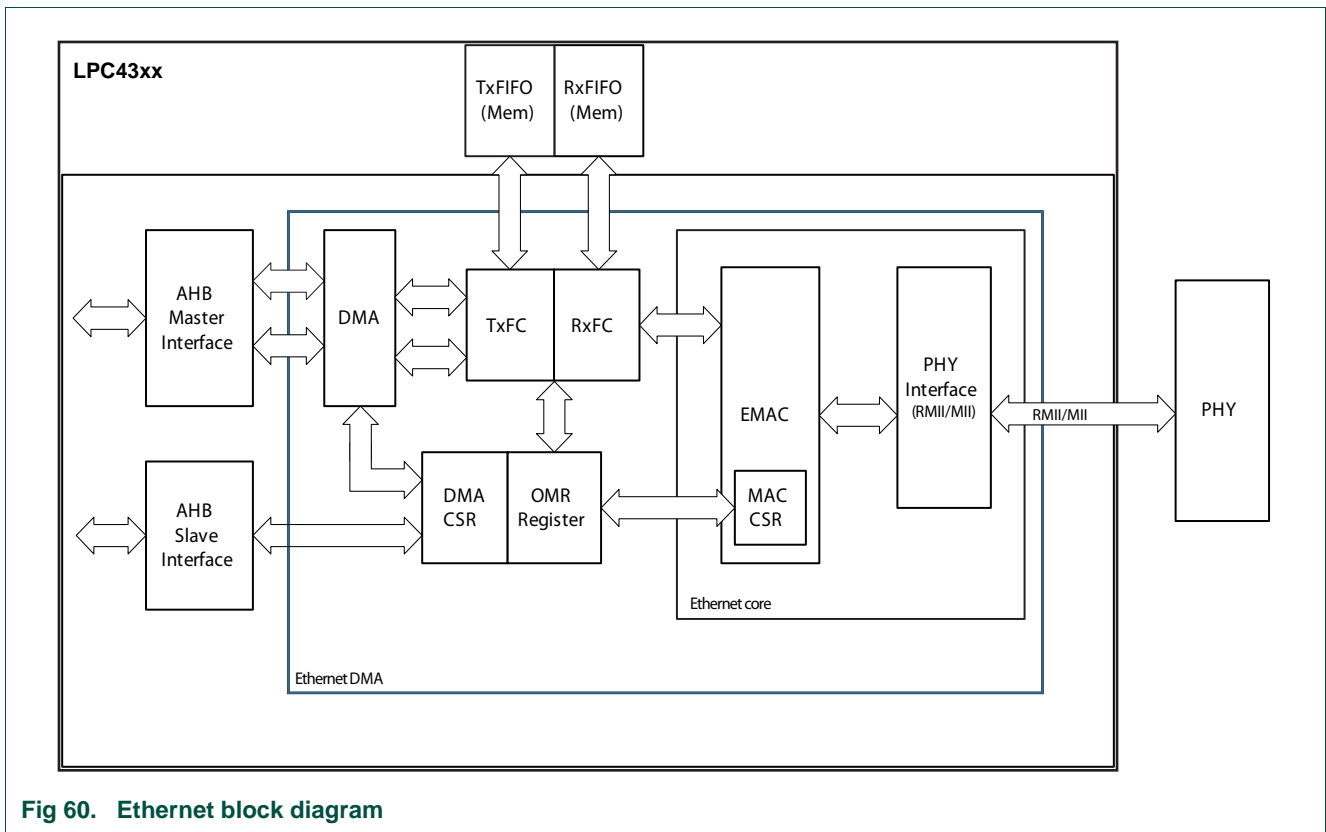 LPC43xx
TxFIFO
(Mem)
RxFIFO
(Mem)
AHB
Master
Interface
DMA
TxFC
RxFC
EMAC
PHY
Interface
(RMII/MII)
RMII/MII
PHY
AHB
Slave
Interface
DMA
CSR
OMR
Register
MAC
CSR
Ethernet core
Ethernet DMA
Fig 60. Ethernet block diagram